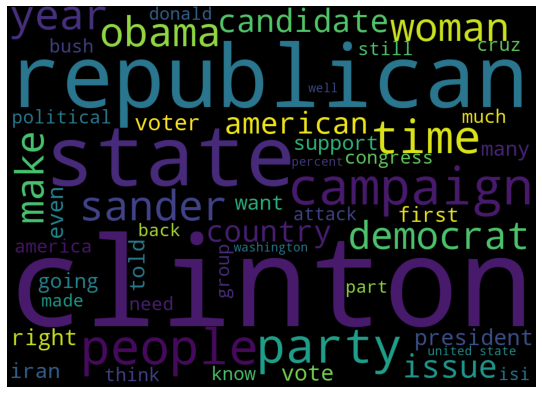 year
donald
candidate
woman
obama
bush
still
cruz
republican
well
political
voter
american
time
much
make
state
support
percent
congress
many
sander
want
campaign
even
attack
first
back
country
democrat
america
told
washington
clinton
going
group
made
need
part
right
people
party
president
united state
issue
iran
think
know
vote
isi